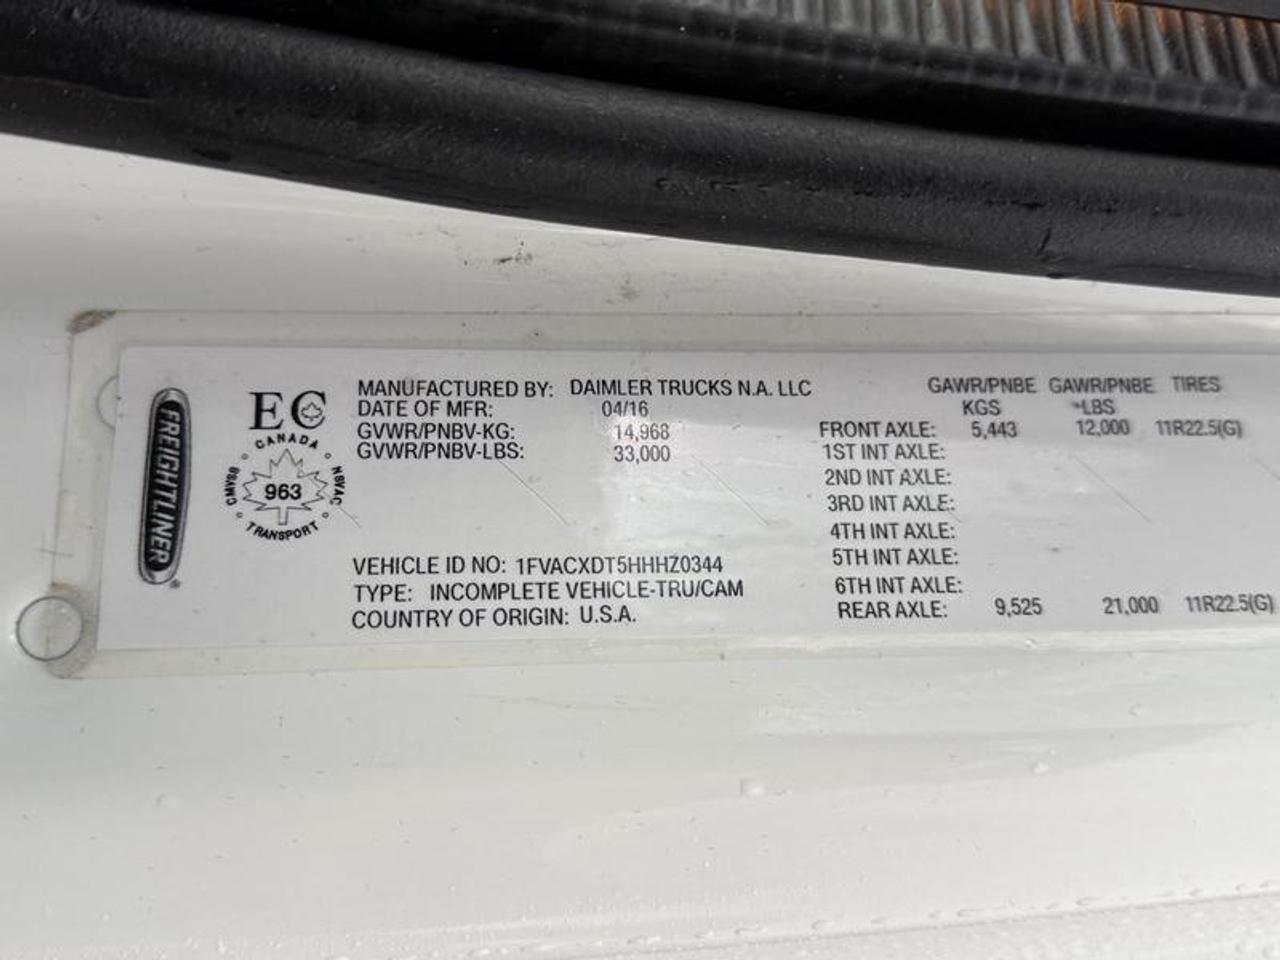 FREIGHTLINER
EC
CANADA
CMVSS 963 NSVAC
TRANSPORT
MANUFACTURED BY: DAIMLER TRUCKS N.A. LLC
DATE OF MFR: 04/16
GVWR/PNBV-KG: 14,968
GVWR/PNBV-LBS: 33,000
VEHICLE ID NO: 1FVACXDT5HHHZ0344
TYPE: INCOMPLETE VEHICLE-TRU/CAM
COUNTRY OF ORIGIN: U.S.A.
GAWR/PNBE GAWR/PNBE TIRES
KGS LBS
FRONT AXLE: 5,443 12,000 11R22.5(G)
1ST INT AXLE:
2ND INT AXLE:
3RD INT AXLE:
4TH INT AXLE:
5TH INT AXLE:
6TH INT AXLE:
REAR AXLE: 9,525 21,000 11R22.5(G)